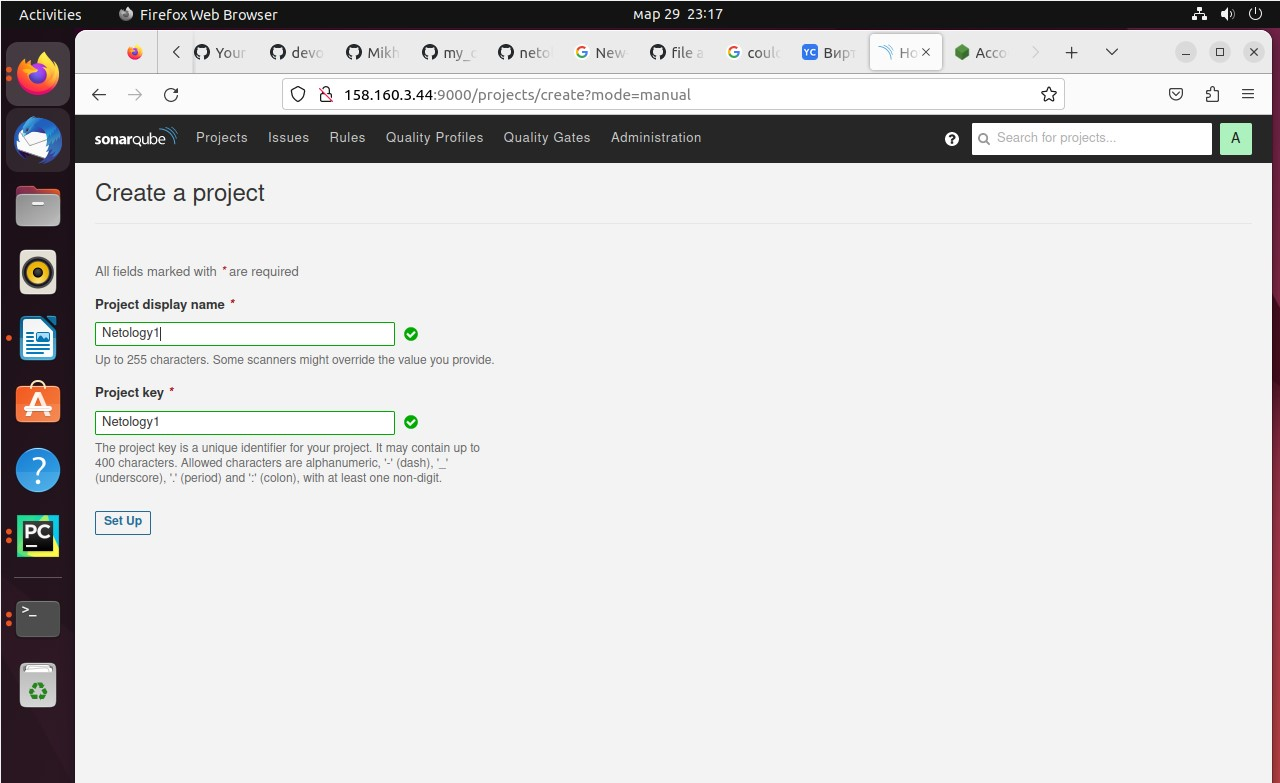 Activities Firefox Web Browser мар 29 23:17
Your devo Mikh my_ neto New file a coul YC Вирт Ho Acco
158.160.3.44:9000/projects/create?mode=manual
sonarqube Projects Issues Rules Quality Profiles Quality Gates Administration ? Search for projects... A
Create a project
All fields marked with * are required
Project display name *
Netology1
Up to 255 characters. Some scanners might override the value you provide.
Project key *
Netology1
The project key is a unique identifier for your project. It may contain up to
400 characters. Allowed characters are alphanumeric, '-' (dash), '_'
(underscore), '.' (period) and ':' (colon), with at least one non-digit.
Set Up
?
PC
>_